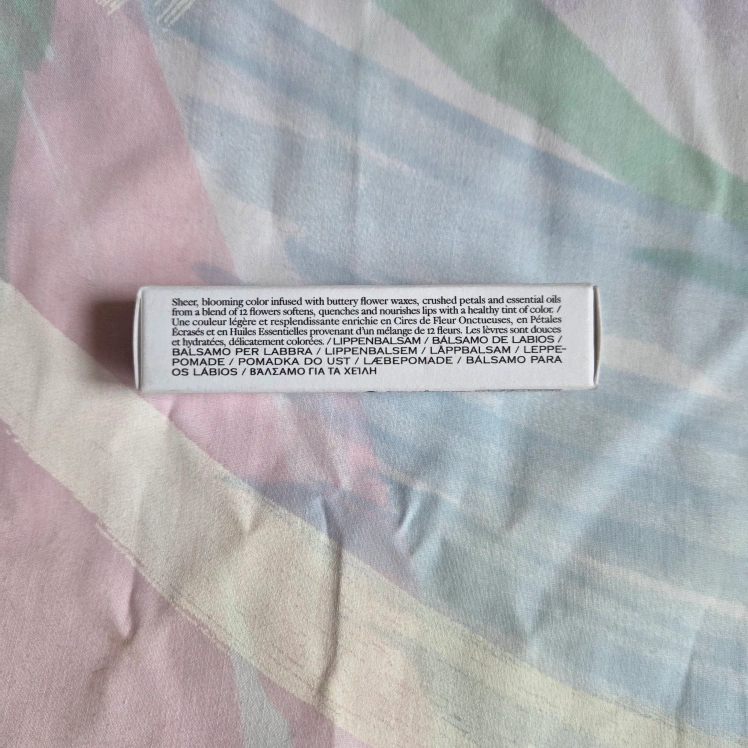 Sheer, blooming color infused with buttery flower waxes, crushed petals and essential oils
from a blend of 12 flowers softens, quenches and nourishes lips with a healthy tint of color. /
Une couleur légère et resplendissante enrichie en Cires de Fleur Onctueuses, en Pétales
Écrasés et en Huiles Essentielles provenant d'un mélange de 12 fleurs. Les lèvres sont douces
et hydratées, délicatement colorées. / LIPPENBALSAM / BÁLSAMO DE LABIOS /
BALSAMO PER LABBRA / LIPPENBALSEM / LÄPPBALSAM / LEPPE-
POMADE / POMADKA DO UST / LÆBEPOMADE / BÁLSAMO PARA
OS LÁBIOS / ΒΆΛΣΑΜΟ ΓΙΑ ΤΑ ΧΕΊΛΗ